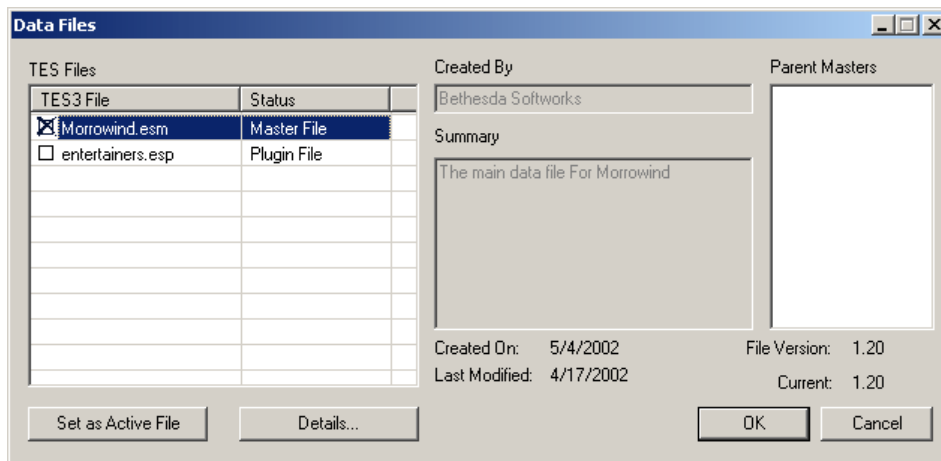 Data Files
TES Files
TES3 File Status
Morrowind.esm Master File
entertainers.esp Plugin File
Set as Active File Details...
Created By
Bethesda Softworks
Summary
The main data file For Morrowind
Created On: 5/4/2002
Last Modified: 4/17/2002
Parent Masters
File Version: 1.20
Current: 1.20
OK Cancel